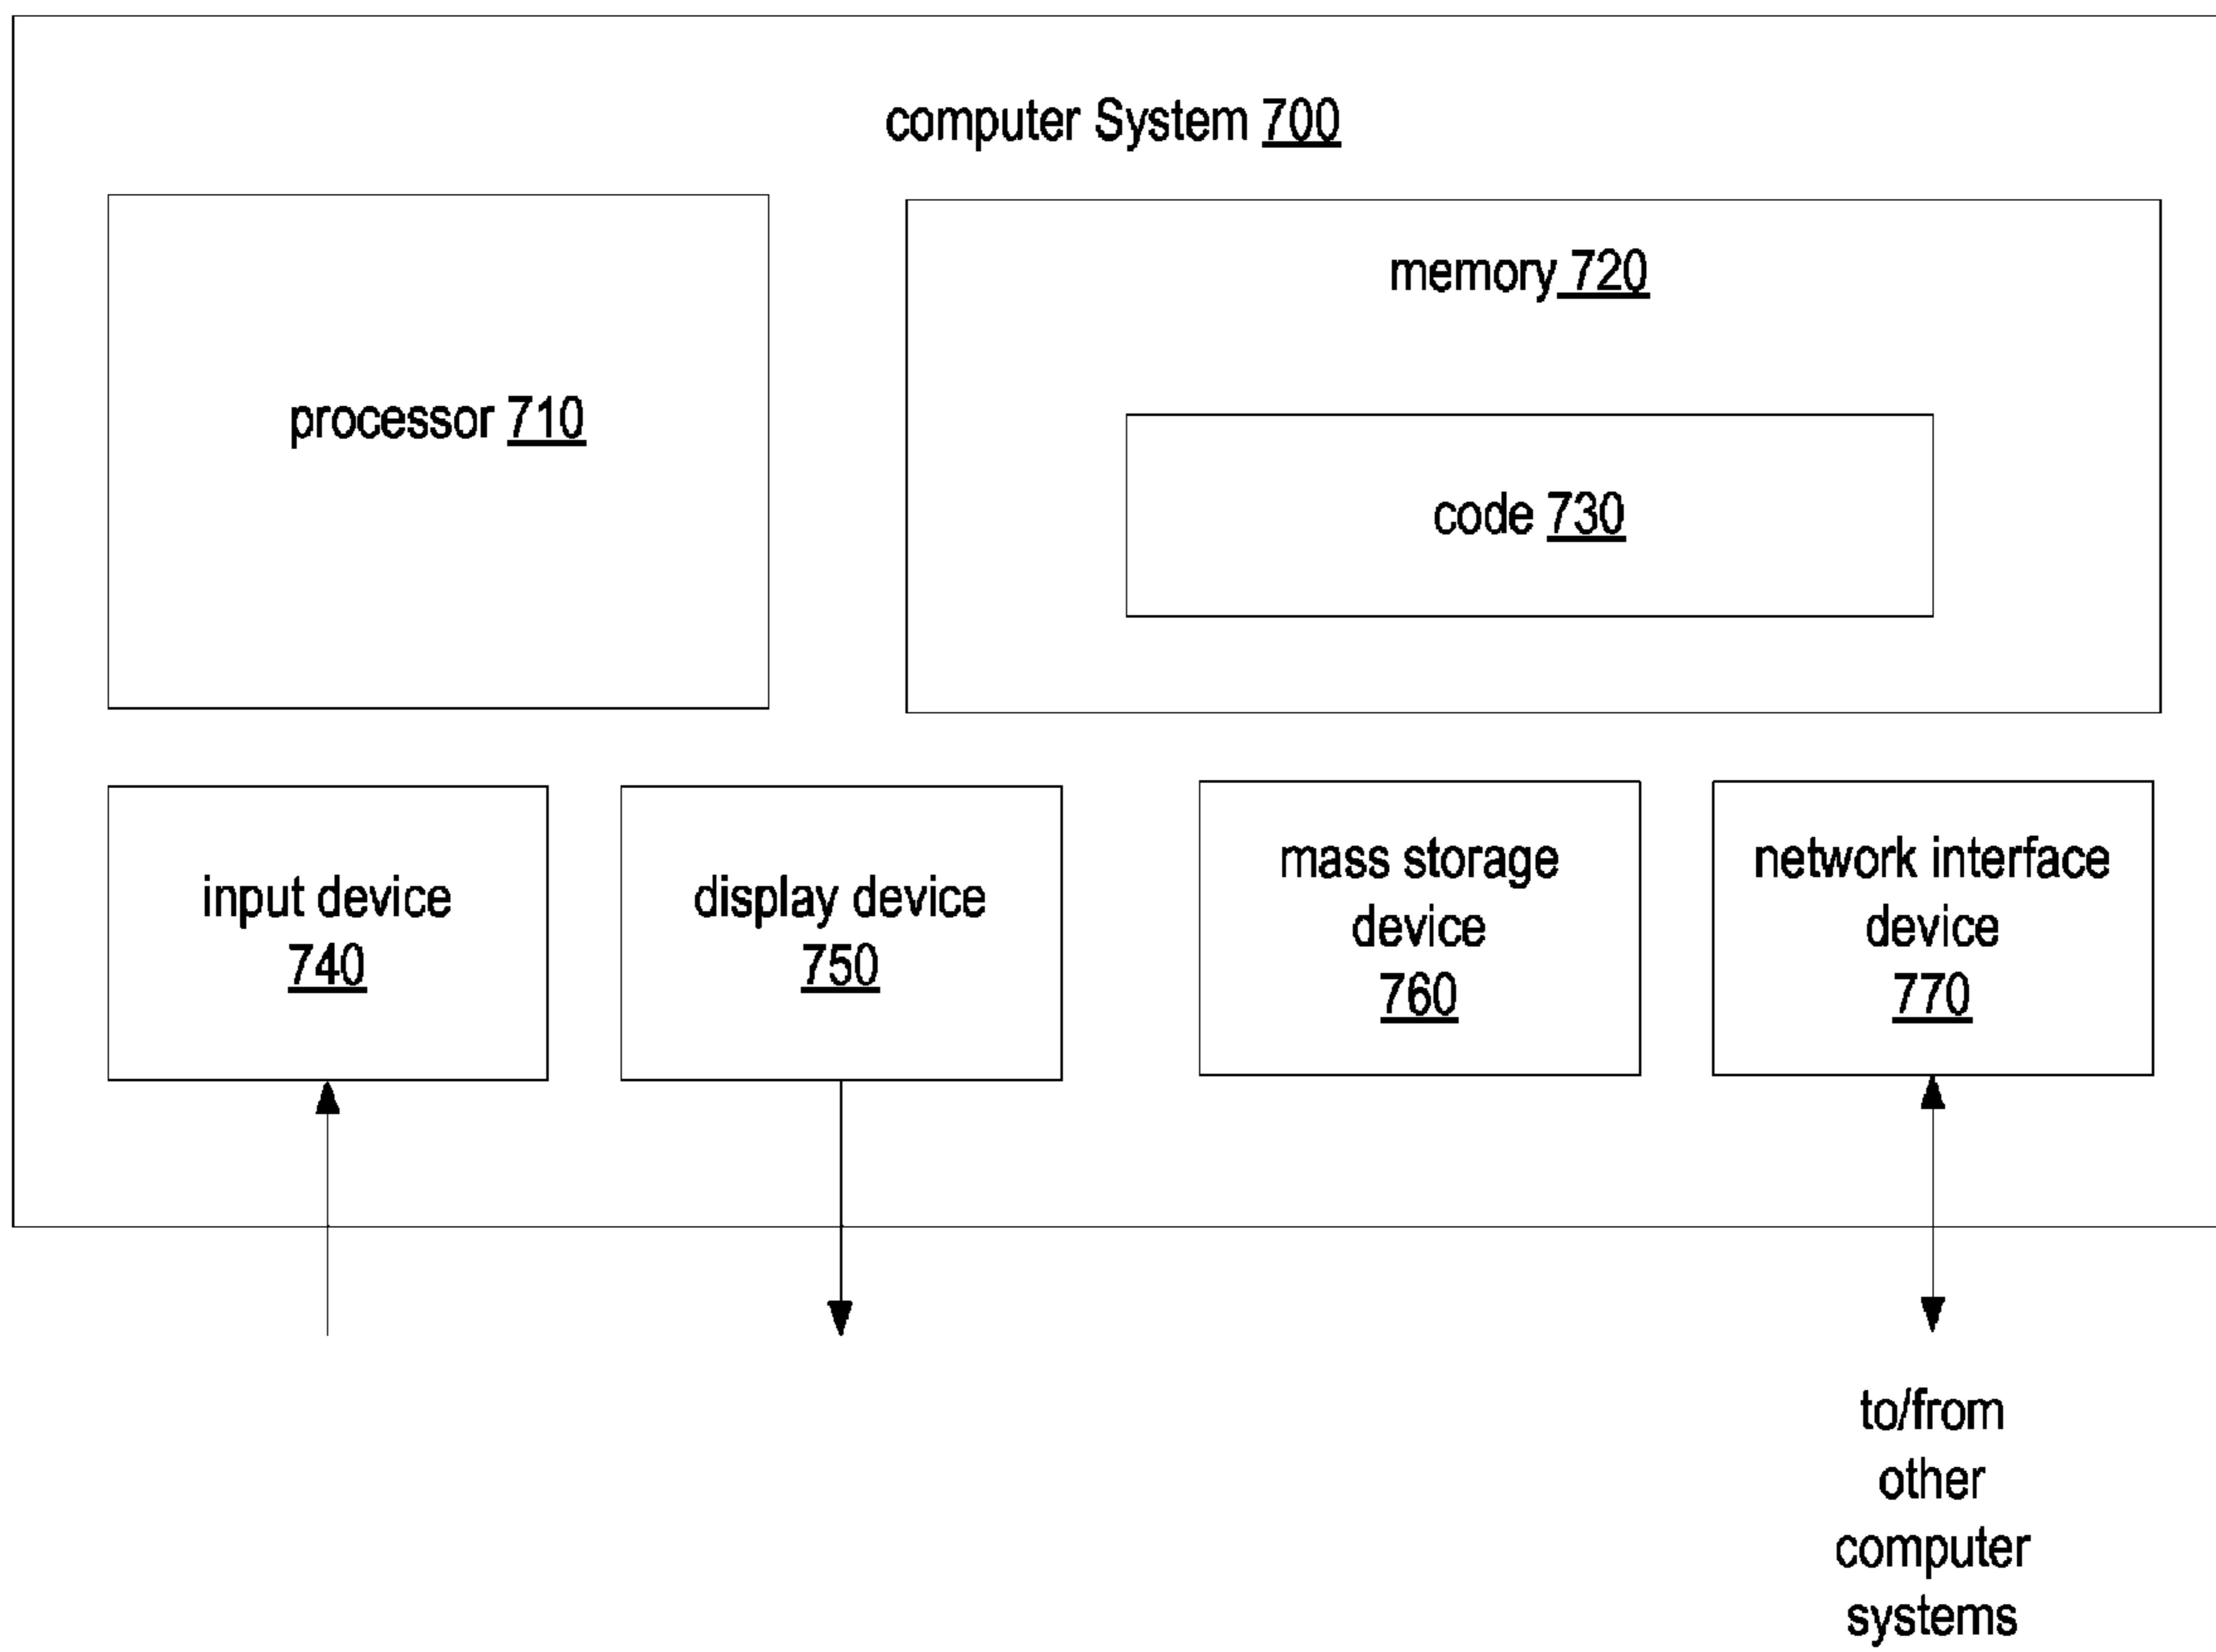 computer System 700
memory 720
processor 710
code 730
input device
740
display device
750
mass storage
device
760
network interface
device
770
to/from
other
computer
systems